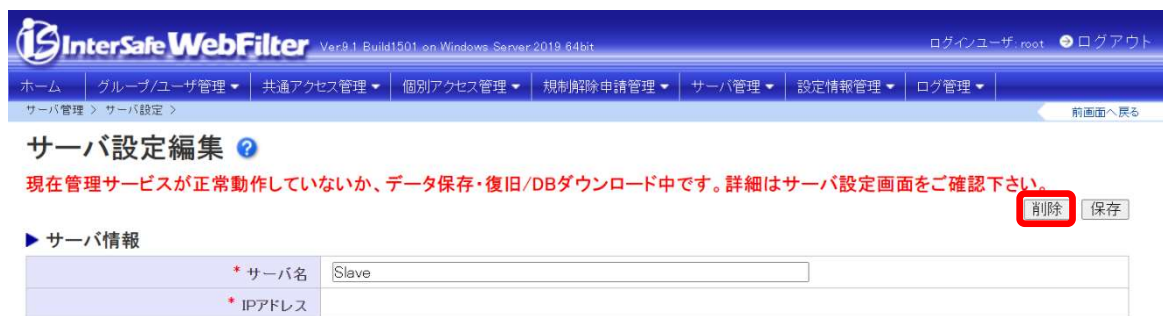 InterSafe WebFilter Ver.9.1 Build1501 on Windows Server 2019 64bit ログインユーザ: root ログアウト
ホーム グループ/ユーザ管理▼ 共通アクセス管理▼ 個別アクセス管理▼ 規制解除申請管理▼ サーバ管理▼ 設定情報管理▼ ログ管理▼
サーバ管理 > サーバ設定 > 前画面へ戻る
サーバ設定編集 ?
現在管理サービスが正常動作していないか、データ保存・復旧/DBダウンロード中です。詳細はサーバ設定画面をご確認下さい。
削除 保存
▶ サーバ情報
* サーバ名 Slave
* IPアドレス